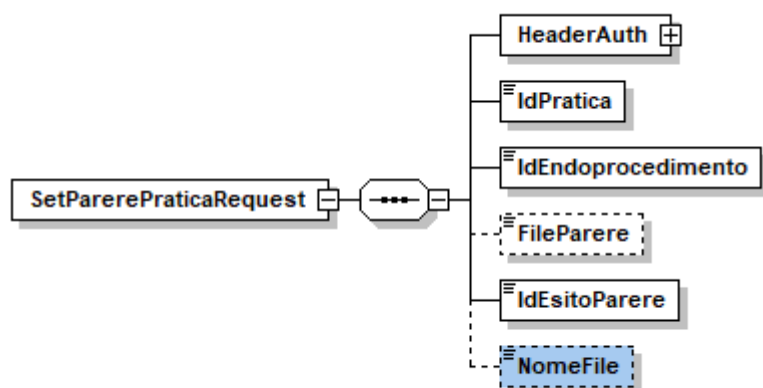 HeaderAuth
IdPratica
IdEndoprocedimento
SetParerePraticaRequest
FileParere
IdEsitoParere
NomeFile